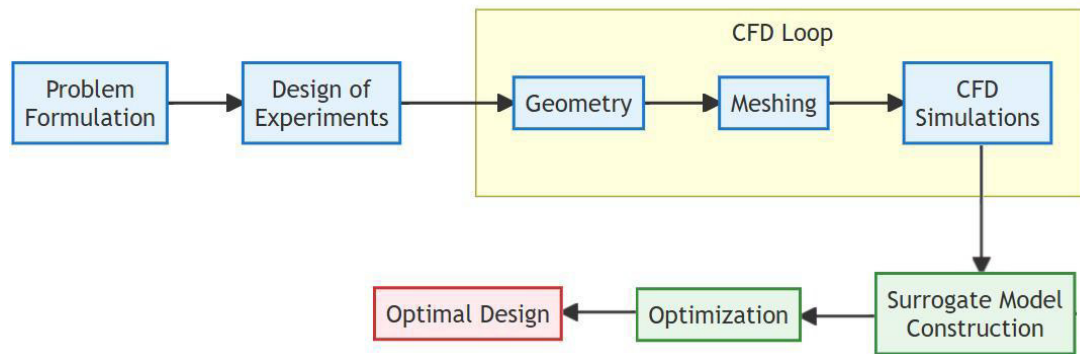 CFD Loop
Problem
Formulation
Design of
Experiments
Geometry
Meshing
CFD
Simulations
Surrogate Model
Construction
Optimization
Optimal Design